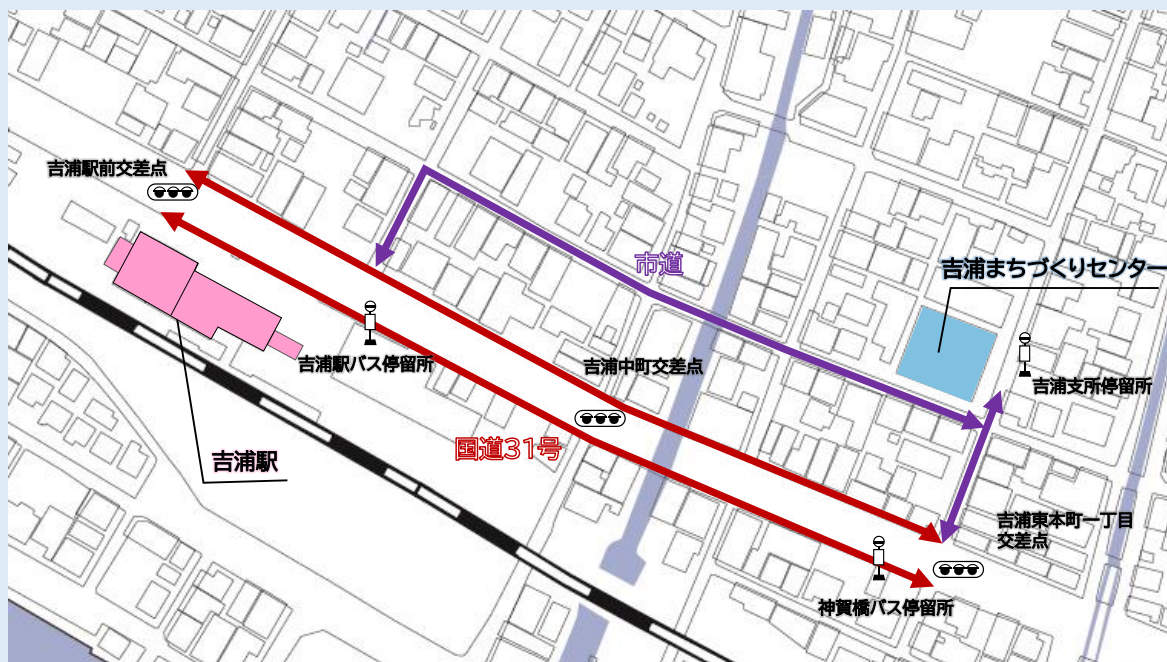 吉浦駅前交差点
市道
吉浦まちづくりセンター
吉浦駅バス停留所
吉浦中町交差点
吉浦支所停留所
国道31号
吉浦駅
吉浦東本町一丁目
交差点
神賀橋バス停留所